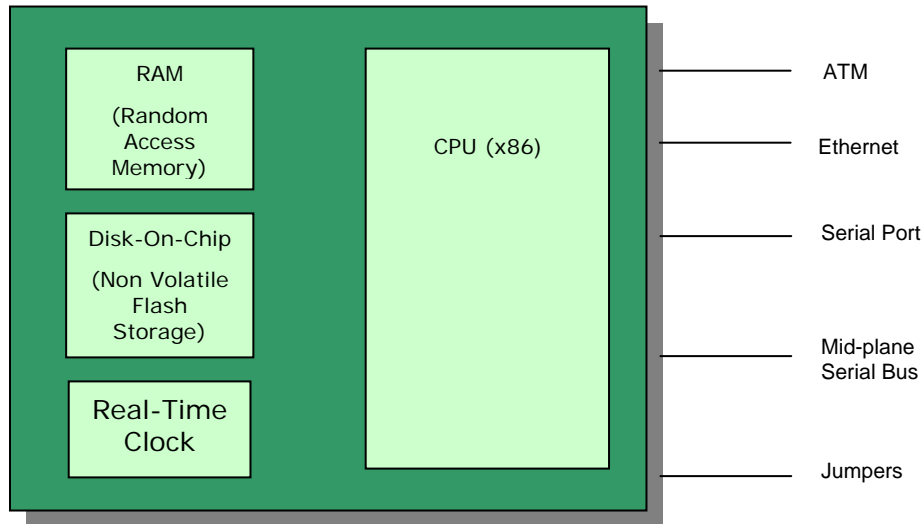 RAM
(Random
Access
Memory)
Disk-On-Chip
(Non Volatile
Flash
Storage)
Real-Time
Clock
CPU (x86)
ATM
Ethernet
Serial Port
Mid-plane
Serial Bus
Jumpers